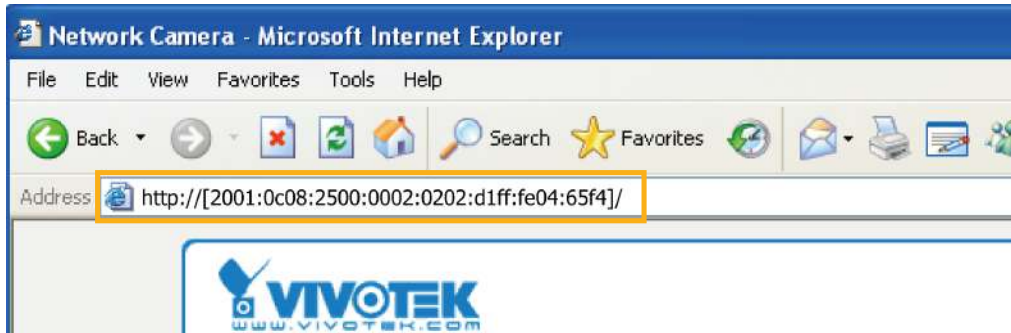 Network Camera - Microsoft Internet Explorer
File Edit View Favorites Tools Help
Back Search Favorites
Address http://[2001:0c08:2500:0002:0202:d1ff:fe04:65f4]/
VIVOTEK
www.vivotek.com